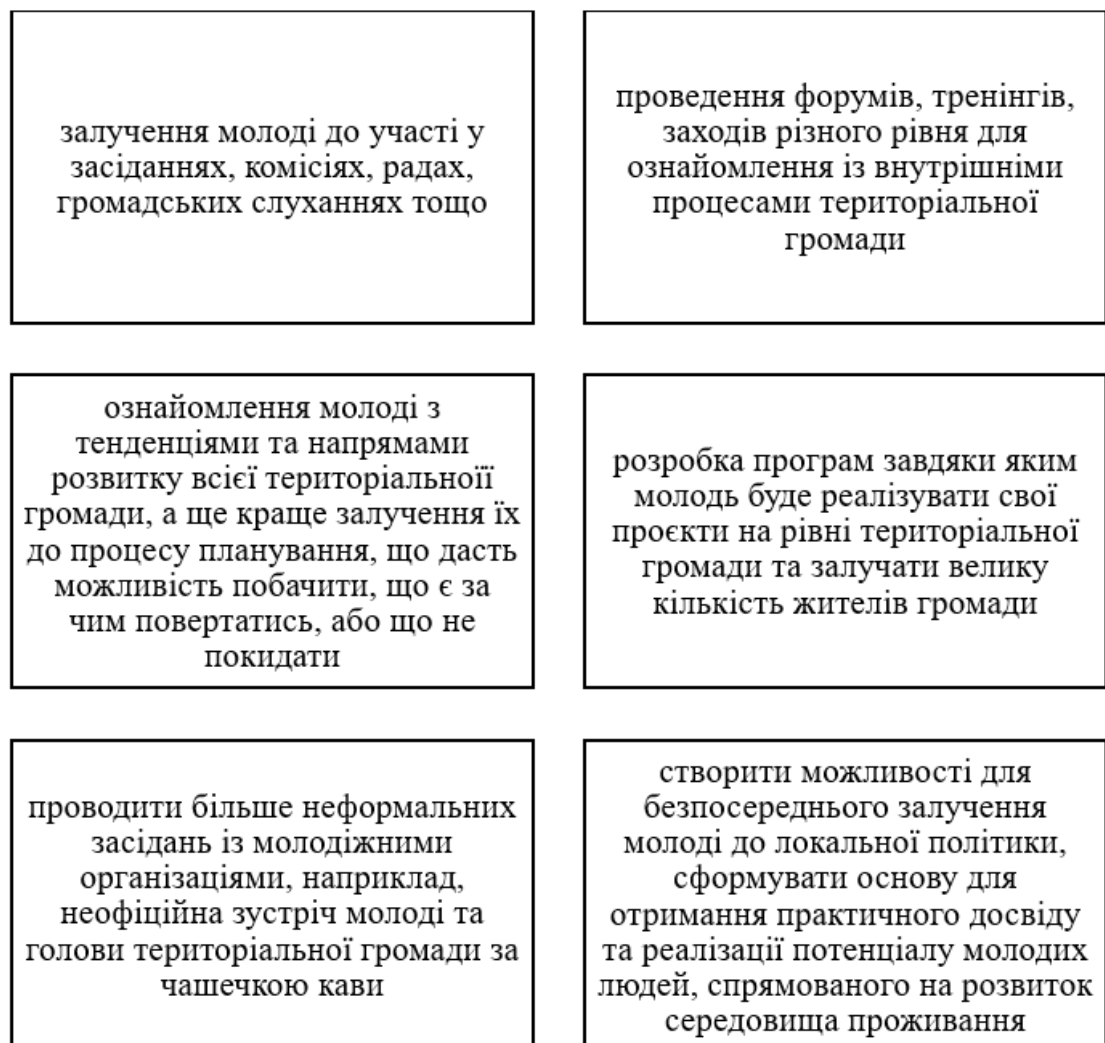 залучення молоді до участі у
засіданнях, комісіях, радах,
громадських слуханнях тощо
проведення форумів, тренінгів,
заходів різного рівня для
ознайомлення із внутрішніми
процесами територіальної
громади
ознайомлення молоді з
тенденціями та напрямами
розвитку всієї територіальноїї
громади, а ще краще залучення їх
до процесу планування, що дасть
можливість побачити, що є за
чим повертатись, або що не
покидати
розробка програм завдяки яким
молодь буде реалізувати свої
проєкти на рівні територіальної
громади та залучати велику
кількість жителів громади
проводити більше неформальних
засідань із молодіжними
організаціями, наприклад,
неофіційна зустріч молоді та
голови територіальної громади за
чашечкою кави
створити можливості для
безпосереднього залучення
молоді до локальної політики,
сформувати основу для
отримання практичного досвіду
та реалізації потенціалу молодих
людей, спрямованого на розвиток
середовища проживання